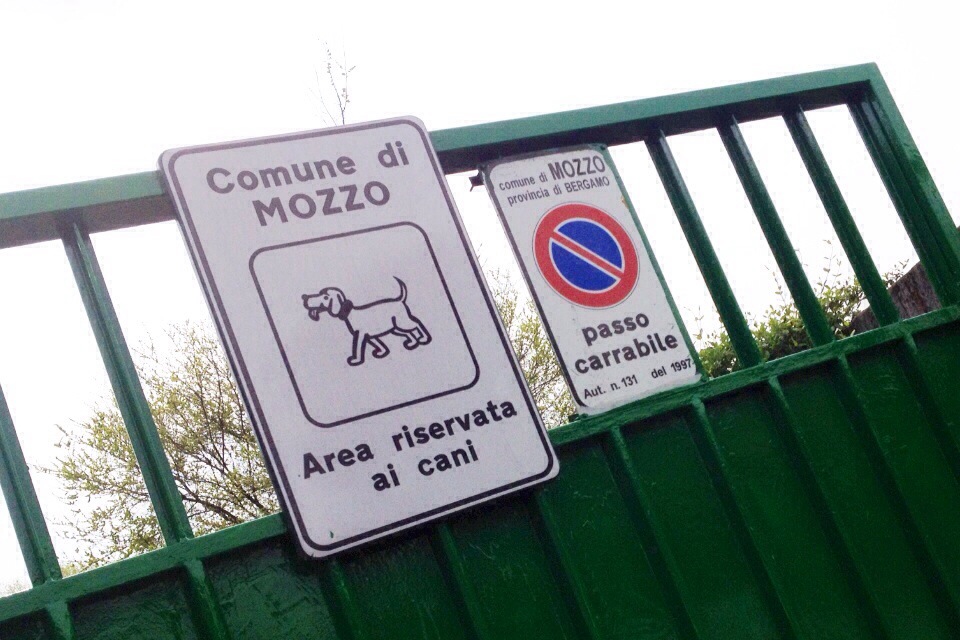 Comune di
MOZZO
Area riservata
ai cani
comune di MOZZO
provincia di BERGAMO
passo
carrabile
Aut. n. 131 del 1997